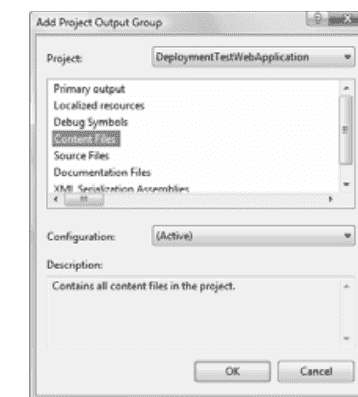 Add Project Output Group
Project: DeploymentTestWebApplication
Primary output
Localized resources
Debug Symbols
Content Files
Source Files
Documentation Files
XML Serialization Assemblies
Configuration: (Active)
Description:
Contains all content files in the project.
OK Cancel